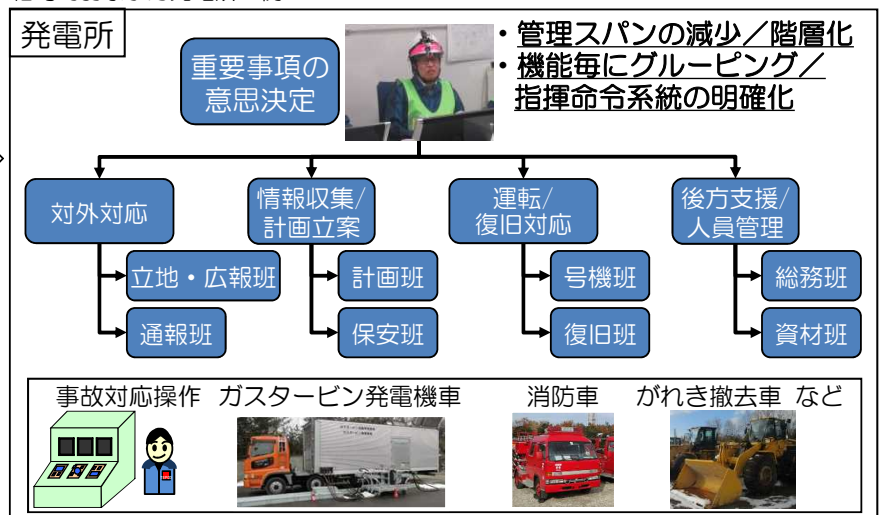 発電所
重要事項の
意思決定
・管理スパンの減少／階層化
・機能毎にグルーピング／
指揮命令系統の明確化
対外対応
情報収集/
計画立案
運転/
復旧対応
後方支援/
人員管理
立地・広報班
計画班
号機班
総務班
通報班
保安班
復旧班
資材班
事故対応操作
ガスタービン発電機車
消防車
がれき撤去車 など